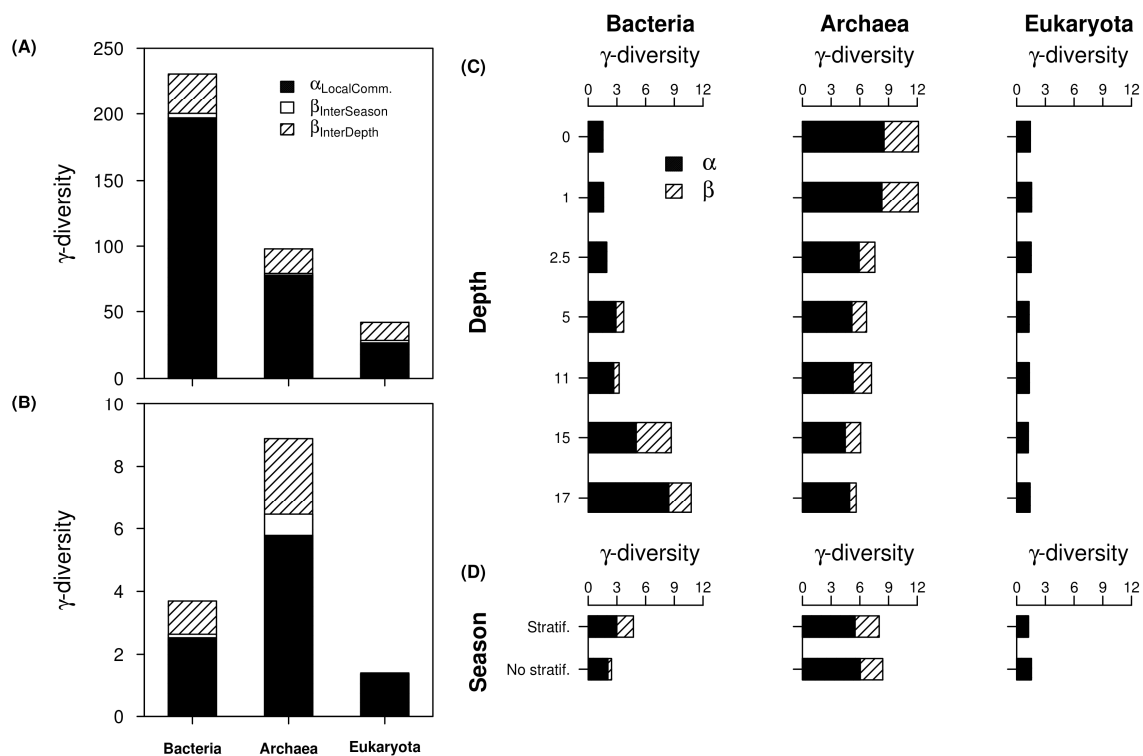 (A)
γ-diversity
250
200
150
100
50
0
α LocalComm.
β InterSeason
β InterDepth
(B)
γ-diversity
10
8
6
4
2
0
Bacteria Archaea Eukaryota
Bacteria Archaea Eukaryota
(C)
γ-diversity γ-diversity γ-diversity
0 3 6 9 12 0 3 6 9 12 0 3 6 9 12
α
β
Depth
0
1
2.5
5
11
15
17
(D)
γ-diversity γ-diversity γ-diversity
0 3 6 9 12 0 3 6 9 12 0 3 6 9 12
Season
Stratif.
No stratif.